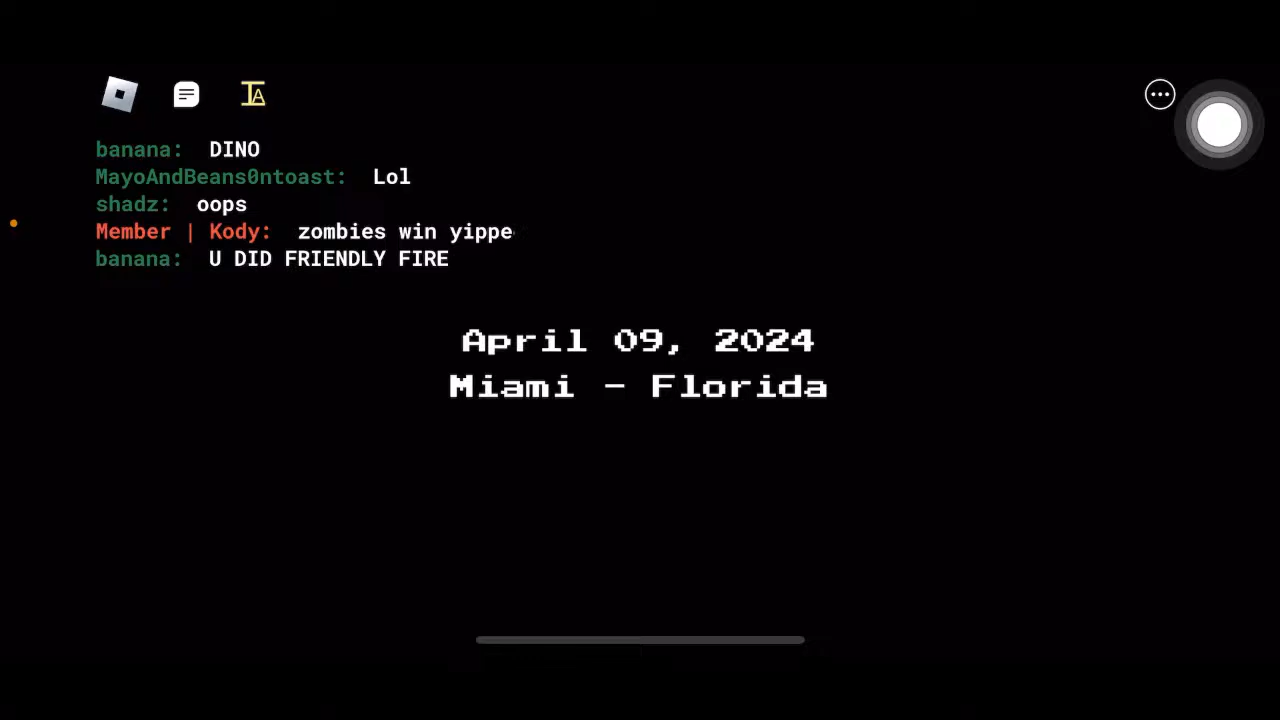 banana: DINO
MayoAndBeans0ntoast: Lol
shadz: oops
Member | Kody: zombies win yippe
banana: U DID FRIENDLY FIRE
April 09, 2024
Miami - Florida